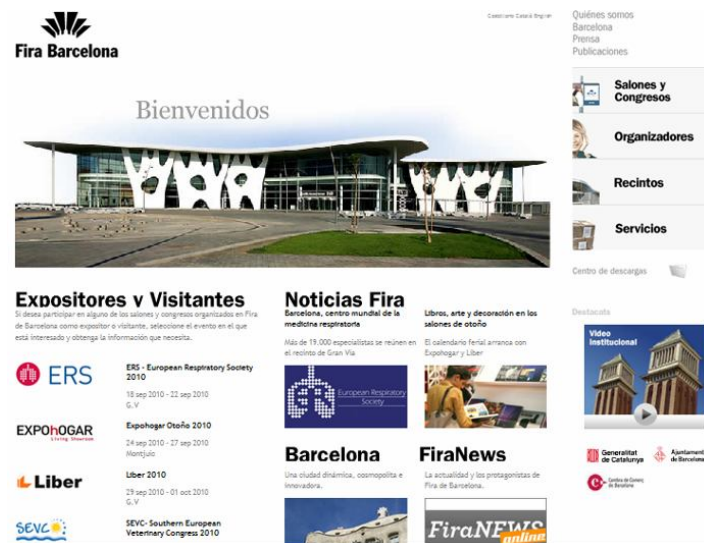 Castellano Català English
Fira Barcelona
Bienvenidos
Quiénes somos
Barcelona
Prensa
Publicaciones
Salones y
Congresos
Organizadores
Recintos
Servicios
Centro de descargas
Destacats
Video
Institucional
Generalitat
de Catalunya
Ajuntament
de Barcelona
Cambra de Comerç
de Barcelona
Expositores y Visitantes
Si desea participar en alguno de los salones y congresos organizados en Fira
de Barcelona como expositor o visitante, seleccione el evento en el que
está interesado y obtenga la información que necesita.
ERS
ERS - European Respiratory Society
2010
18 sep 2010 - 22 sep 2010
G.V
EXPOhOGAR
Living Showroom
Expohogar Otoño 2010
24 sep 2010 - 27 sep 2010
Montjuïc
Liber
Liber 2010
29 sep 2010 - 01 oct 2010
G.V
SEVC
SEVC- Southern European
Veterinary Congress 2010
Noticias Fira
Barcelona, centro mundial de la
medicina respiratoria
Más de 19.000 especialistas se reúnen en
el recinto de Gran Via
European Respiratory
Society
Libros, arte y decoración en los
salones de otoño
El calendario ferial arranca con
Expohogar y Liber
Barcelona
Una ciudad dinámica, cosmopolita e
innovadora.
FiraNews
La actualidad y los protagonistas de
Fira de Barcelona.
FiraNEWS
online